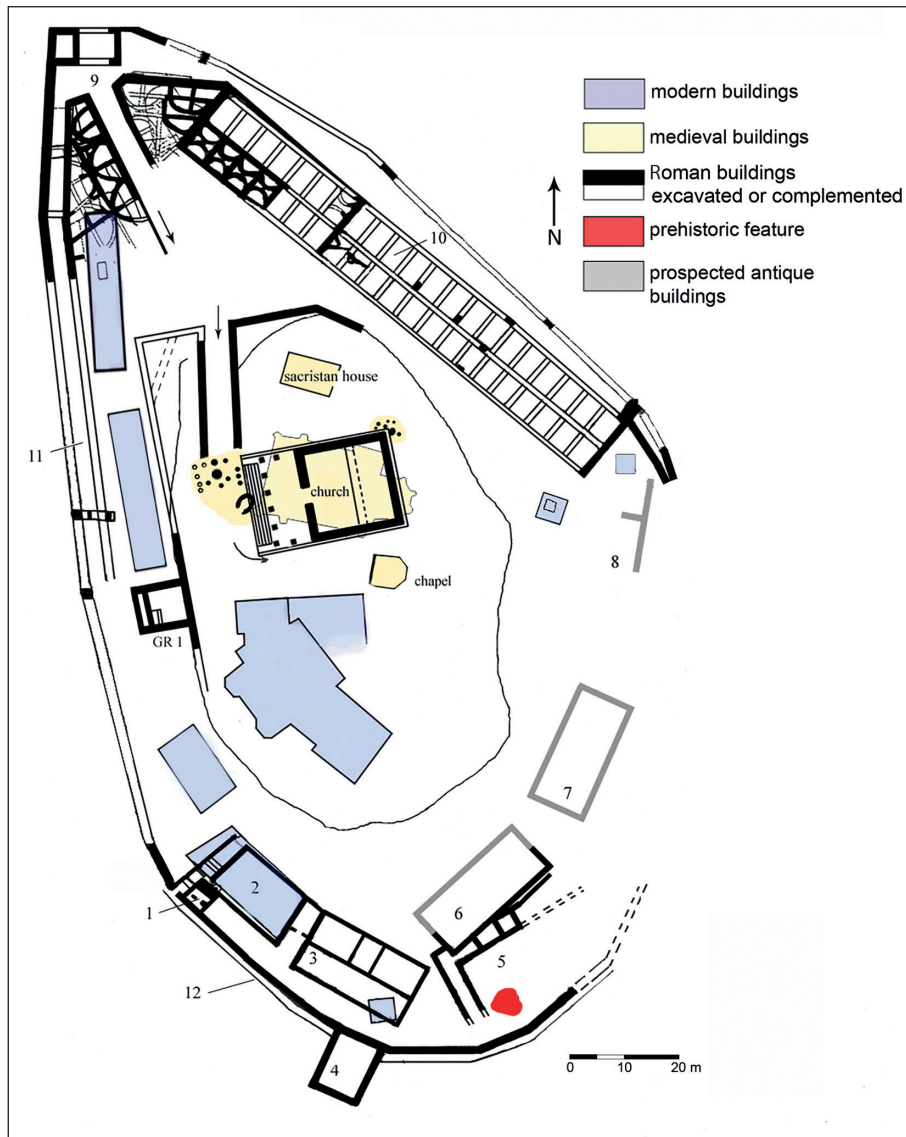 modern buildings
medieval buildings
Roman buildings
excavated or complemented
prehistoric feature
prospected antique
buildings
N
9
10
sacristan house
11
church
8
chapel
GR 1
7
2
1
6
3
5
12
4
0 10 20 m